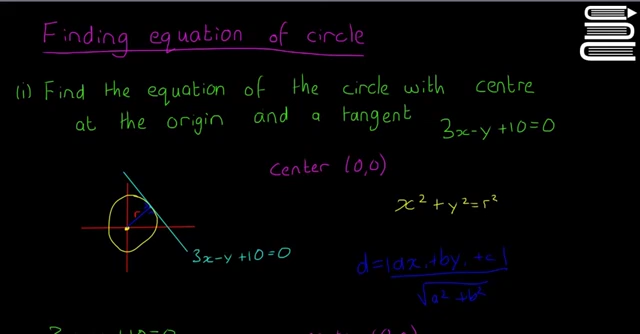 Finding equation of circle
(i) Find the equation of the circle with centre
at the origin and a tangent 3x-y+10=0
center (0,0)
x² + y² = r²
r
3x-y+10=0
d = |ax₁ + by₁ + c|
√a² + b²